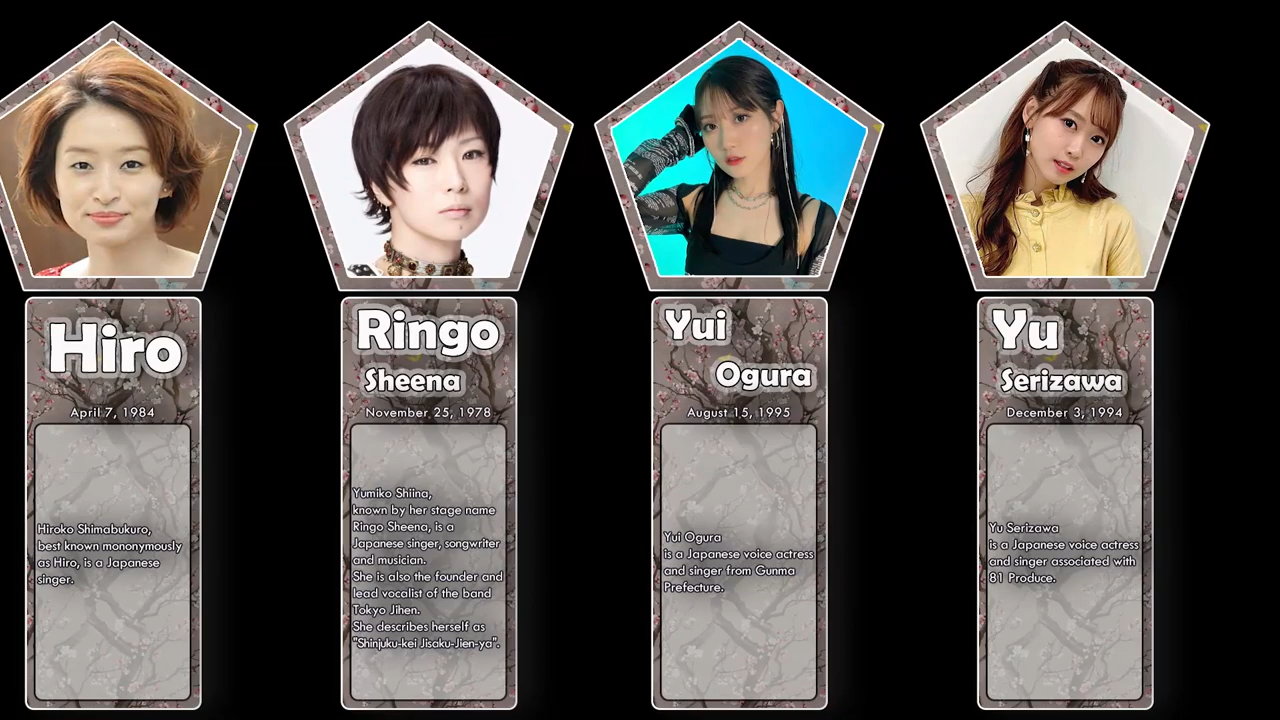 Hiro
April 7, 1984
Hiroko Shimabukuro,
best known mononymously
as Hiro, is a Japanese
singer.
Ringo
Sheena
November 25, 1978
Yumiko Shiina,
known by her stage name
Ringo Sheena, is a
Japanese singer, songwriter
and musician.
She is also the founder and
lead vocalist of the band
Tokyo Jihen.
She describes herself as
"Shinjuku-kei Jisaku-Jien-ya".
Yui
Ogura
August 15, 1995
Yui Ogura
is a Japanese voice actress
and singer from Gunma
Prefecture.
Yu
Serizawa
December 3, 1994
Yu Serizawa
is a Japanese voice actress
and singer associated with
81 Produce.